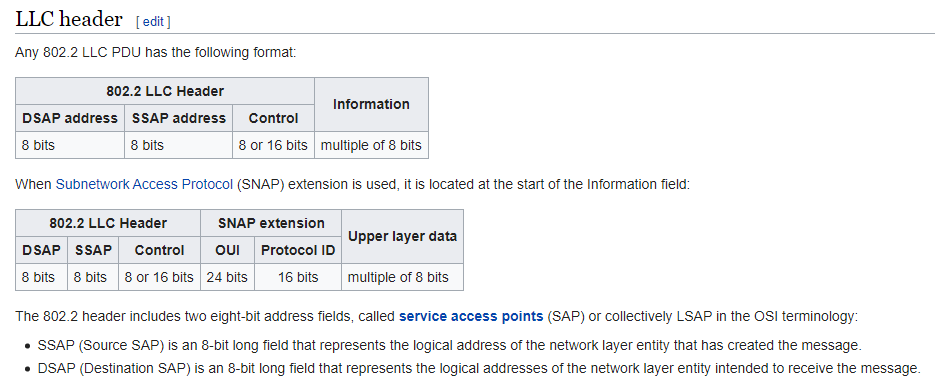 LLC header [ edit ]
Any 802.2 LLC PDU has the following format:
802.2 LLC Header Information
DSAP address SSAP address Control
8 bits 8 bits 8 or 16 bits multiple of 8 bits
When Subnetwork Access Protocol (SNAP) extension is used, it is located at the start of the Information field:
802.2 LLC Header SNAP extension Upper layer data
DSAP SSAP Control OUI Protocol ID
8 bits 8 bits 8 or 16 bits 24 bits 16 bits multiple of 8 bits
The 802.2 header includes two eight-bit address fields, called service access points (SAP) or collectively LSAP in the OSI terminology:
• SSAP (Source SAP) is an 8-bit long field that represents the logical address of the network layer entity that has created the message.
• DSAP (Destination SAP) is an 8-bit long field that represents the logical addresses of the network layer entity intended to receive the message.